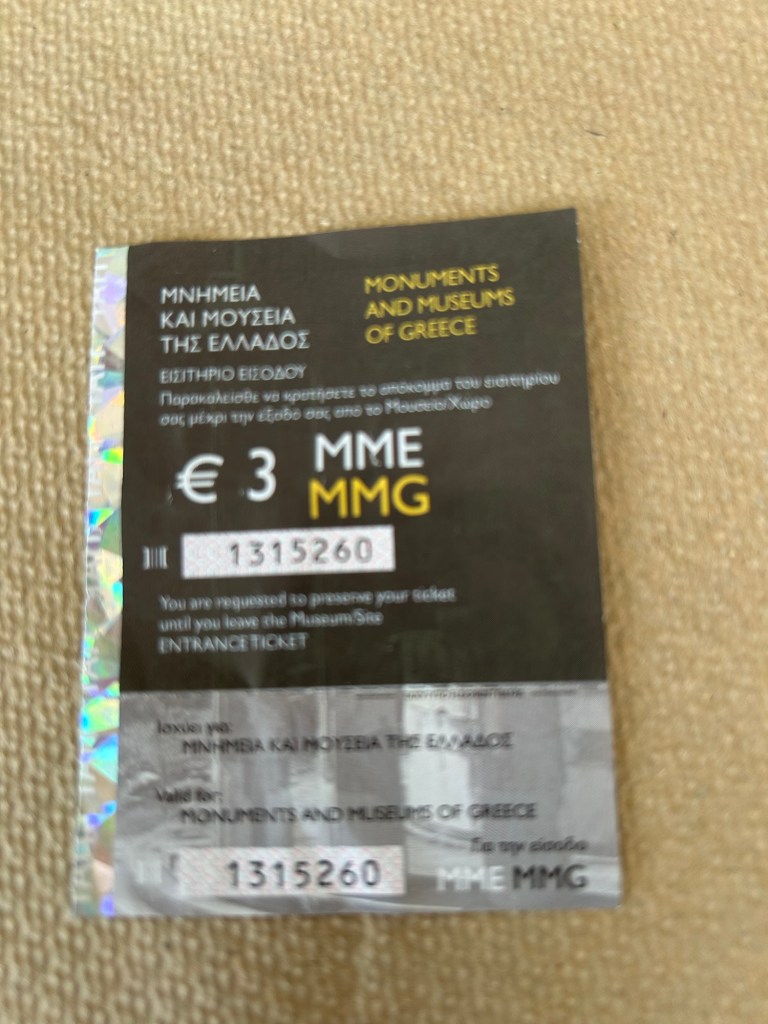 ΜΝΗΜΕΙΑ
ΚΑΙ ΜΟΥΣΕΙΑ
ΤΗΣ ΕΛΛΑΔΟΣ
MONUMENTS
AND MUSEUMS
OF GREECE
ΕΙΣΙΤΗΡΙΟ ΕΙΣΟΔΟΥ
Παρακαλείσθε να κρατήσετε το απόκομμα του εισιτηρίου
σας μέχρι την έξοδό σας από το Μουσείο/Χώρο
€ 3
MME
MMG
1315260
You are requested to preserve your ticket
until you leave the Museum/Site
ENTRANCE TICKET
Ισχύει για:
ΜΝΗΜΕΙΑ ΚΑΙ ΜΟΥΣΕΙΑ ΤΗΣ ΕΛΛΑΔΟΣ
Valid for:
MONUMENTS AND MUSEUMS OF GREECE
Για την είσοδο
1315260
MME MMG